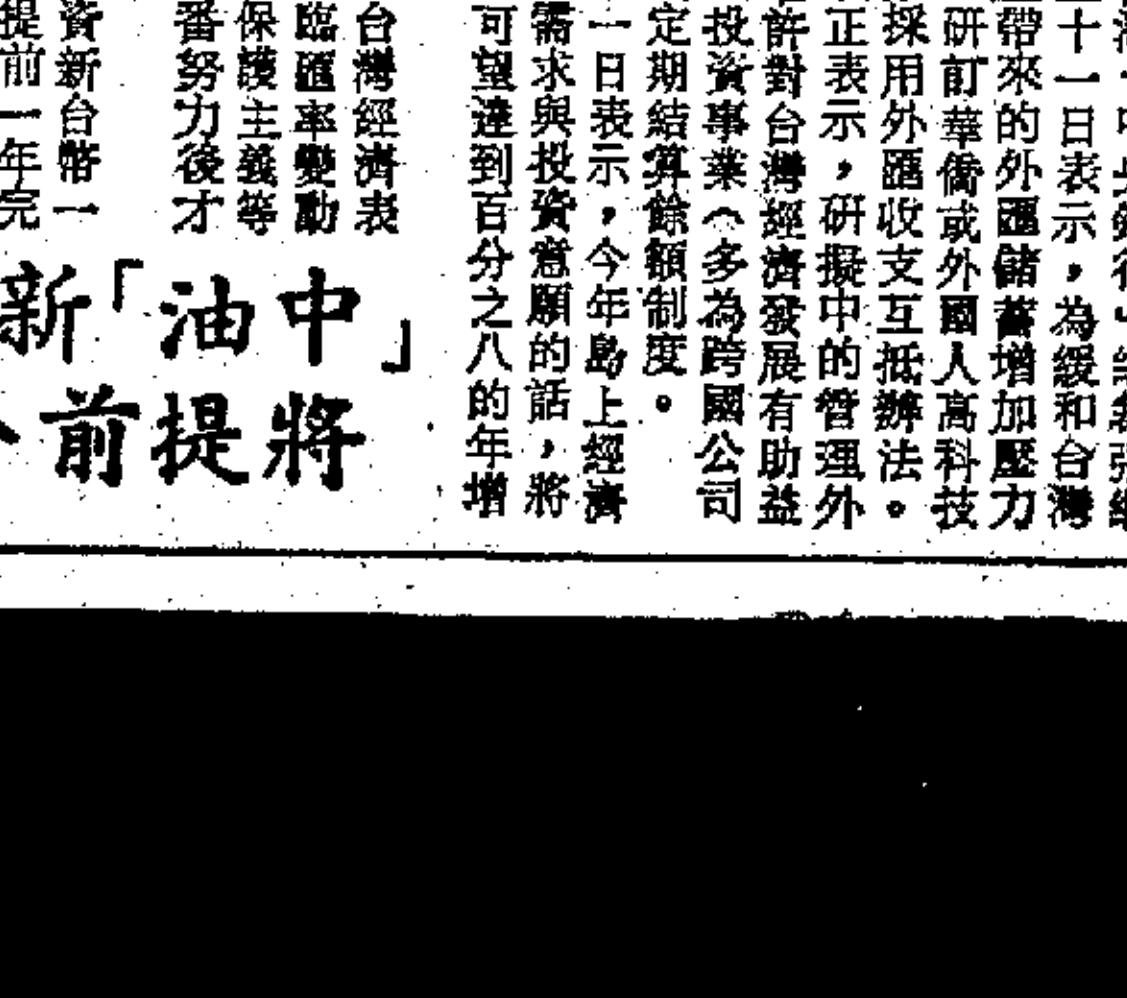 十一日表示，為緩和台灣
帶來的外匯儲蓄增加壓力
研訂華僑或外國人高科技
採用外匯收支互抵辦法。
正表示，研擬中的管理外
許對台灣經濟發展有助益
投資事業（多為跨國公司
定期結算餘額制度。
一日表示，今年島上經濟
需求與投資意願的話，將
可望達到百分之八的年增
「中油」新
將提前
台灣經濟表
臨匯率變動
保護主義等
番努力後才
資新台幣一
提前一年完